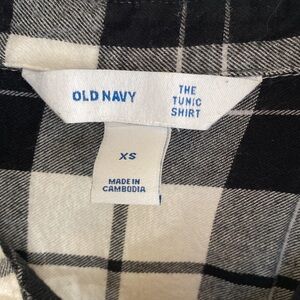 OLD NAVY
THE
TUNIC
SHIRT
XS
MADE IN
CAMBODIA